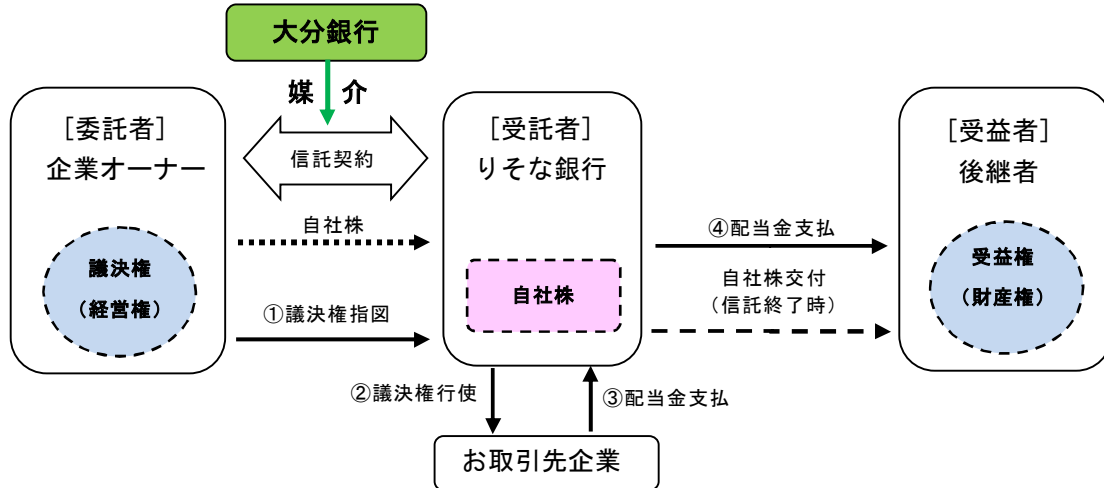 大分銀行
媒 介
[委託者]
企業オーナー
議決権
（経営権）
信託契約
自社株
①議決権指図
[受託者]
りそな銀行
自社株
④配当金支払
自社株交付
（信託終了時）
[受益者]
後継者
受益権
（財産権）
②議決権行使
③配当金支払
お取引先企業